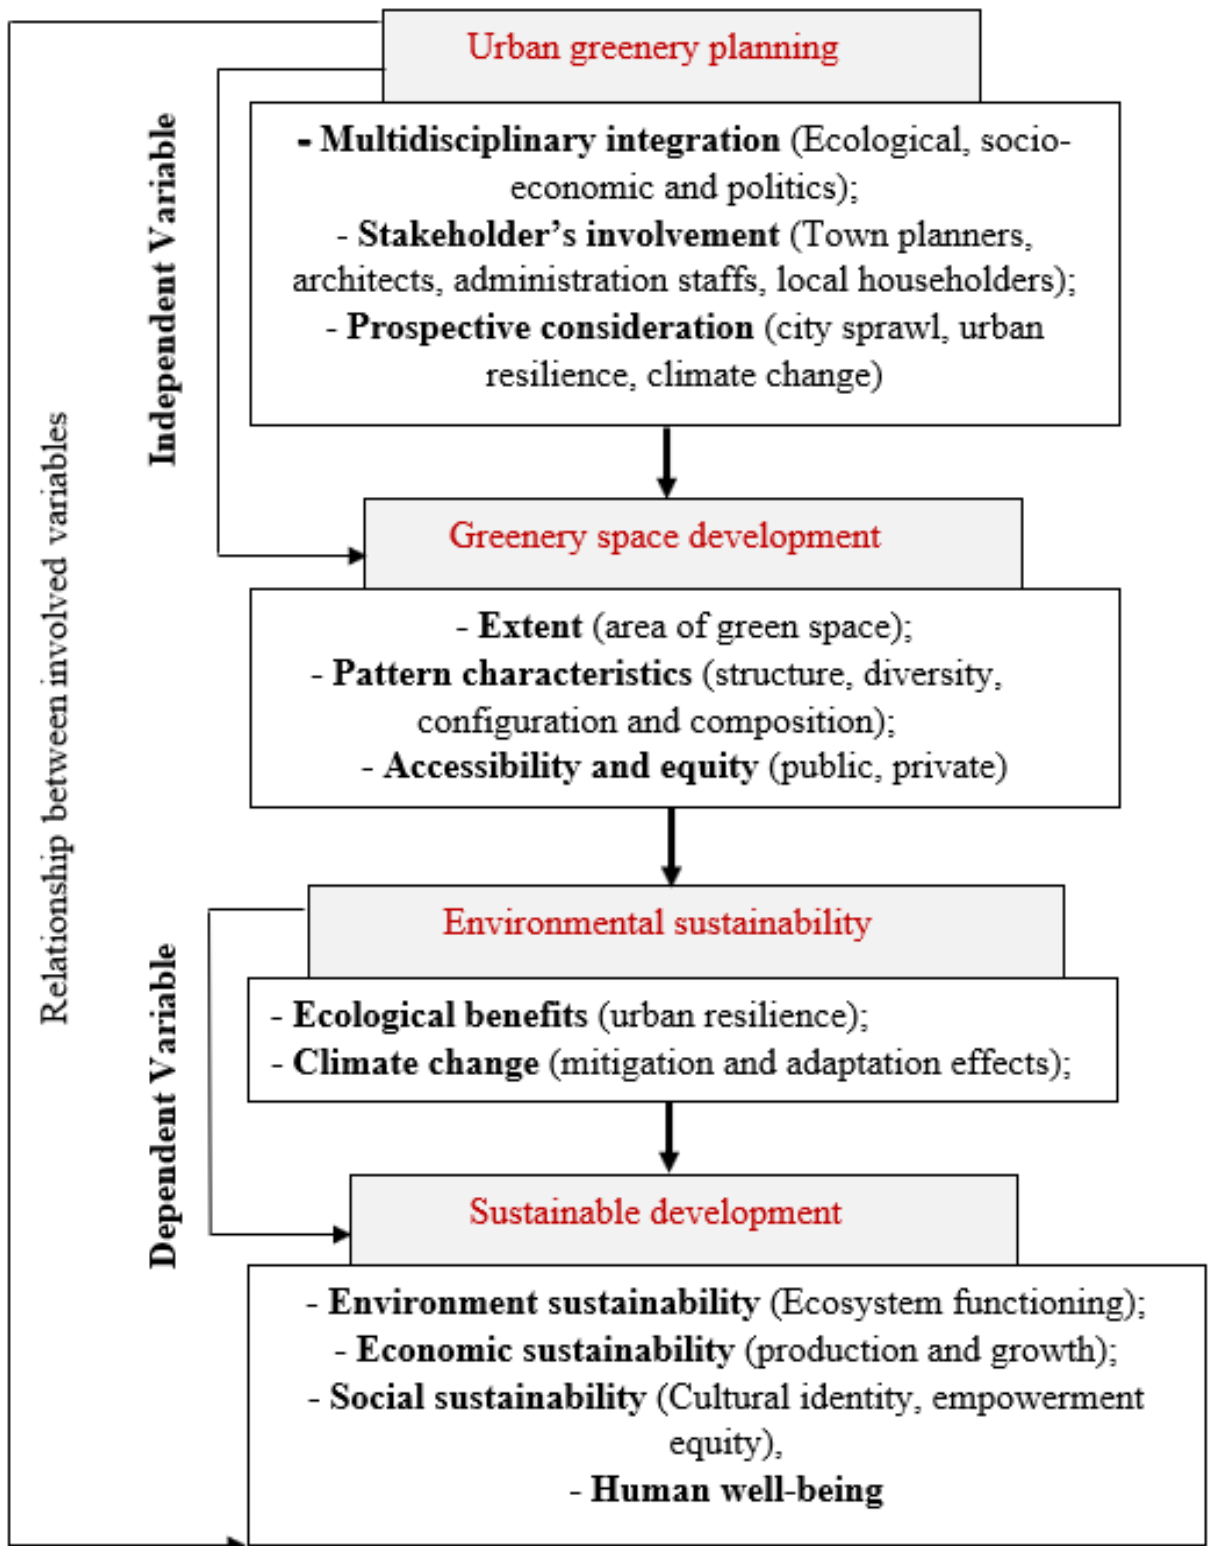 Urban greenery planning
- Multidisciplinary integration (Ecological, socio-
economic and politics);
- Stakeholder’s involvement (Town planners,
architects, administration staffs, local householders);
- Prospective consideration (city sprawl, urban
resilience, climate change)
Independent Variable
Greenery space development
- Extent (area of green space);
- Pattern characteristics (structure, diversity,
configuration and composition);
- Accessibility and equity (public, private)
Relationship between involved variables
Environmental sustainability
- Ecological benefits (urban resilience);
- Climate change (mitigation and adaptation effects);
Dependent Variable
Sustainable development
- Environment sustainability (Ecosystem functioning);
- Economic sustainability (production and growth);
- Social sustainability (Cultural identity, empowerment
equity),
- Human well-being